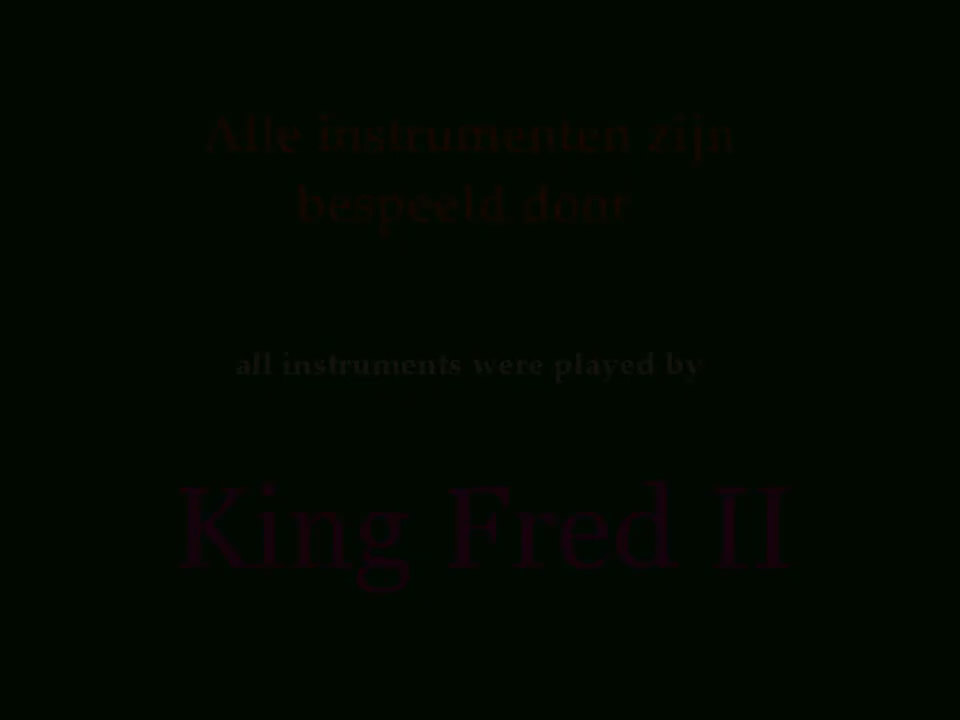 Alle instrumenten zijn
bespeeld door
all instruments were played by
King Fred II